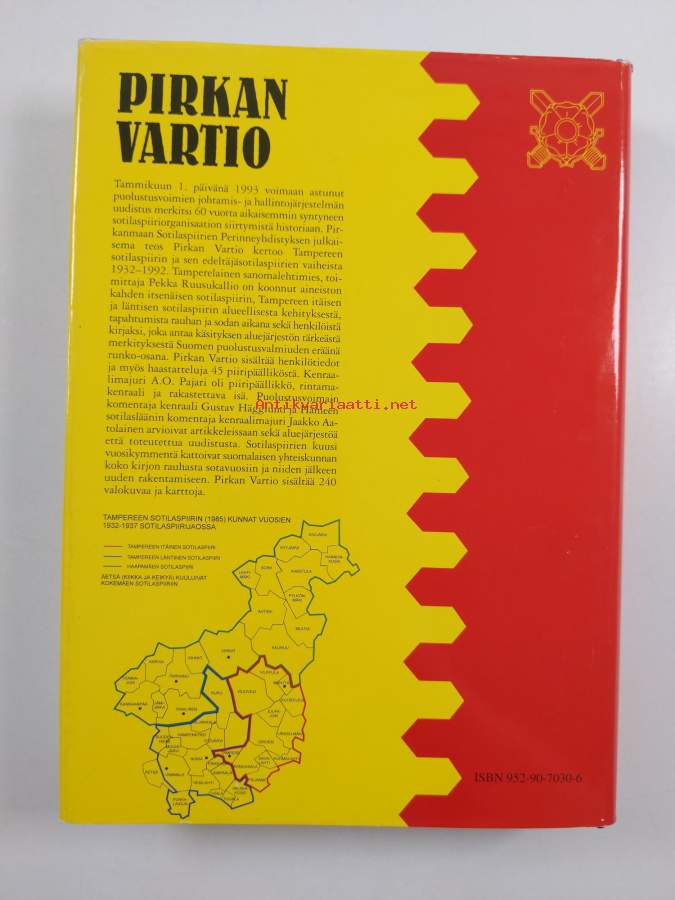 PIRKAN
VARTIO
Tammikuun 1. päivänä 1993 voimaan astunut
puolustusvoimien johtamis- ja hallintojärjestelmän
uudistus merkitsi 60 vuotta aikaisemmin syntyneen
sotilaspiiriorganisaation siirtymistä historiaan. Pir-
kanmaan Sotilaspiirien Perinneyhdistyksen julkai-
sema teos Pirkan Vartio kertoo Tampereen
sotilaspiirin ja sen edeltäjäsotilaspiirien vaiheista
1932–1992. Tamperelainen sanomalehtimies, toi-
mittaja Pekka Ruusukallio on koonnut aineiston
kahden itsenäisen sotilaspiirin, Tampereen itäisen
ja läntisen sotilaspiirin alueellisesta kehityksestä,
tapahtumista rauhan ja sodan aikana sekä henkilöistä
kirjaksi, joka antaa käsityksen aluejärjestön tärkeästä
merkityksestä Suomen puolustusvalmiuden eräänä
runko-osana. Pirkan Vartio sisältää henkilötiedot
ja myös haastatteluja 45 piiripäälliköstä. Kenraa-
limajuri A.O. Pajari oli piiripäällikkö, rintama-
kenraali ja rakastettava isä. Puolustusvoimain
Antikvariaatti.net
komentaja kenraali Gustav Hägglund ja Hämeen
sotilasläänin komentaja kenraalimajuri Jaakko Aa-
tolainen arvioivat artikkeleissaan sekä aluejärjestöä
että toteutettua uudistusta. Sotilaspiirien kuusi
vuosikymmentä kattoivat suomalaisen yhteiskunnan
koko kirjon rauhasta sotavuosiin ja niiden jälkeen
uuden rakentamiseen. Pirkan Vartio sisältää 240
valokuvaa ja karttoja.
TAMPEREEN SOTILASPIIRIN (1985) KUNNAT VUOSIEN
1932-1937 SOTILASPIIRIJAOSSA
TAMPEREEN ITÄINEN SOTILASPIIRI
TAMPEREEN LÄNTINEN SOTILASPIIRI
HAAPAMÄEN SOTILASPIIRI
ÄETSÄ (KIIKKA JA KEIKYÄ) KUULUIVAT
KOKEMÄEN SOTILASPIIRIIN
ISBN 952-90-7030-6